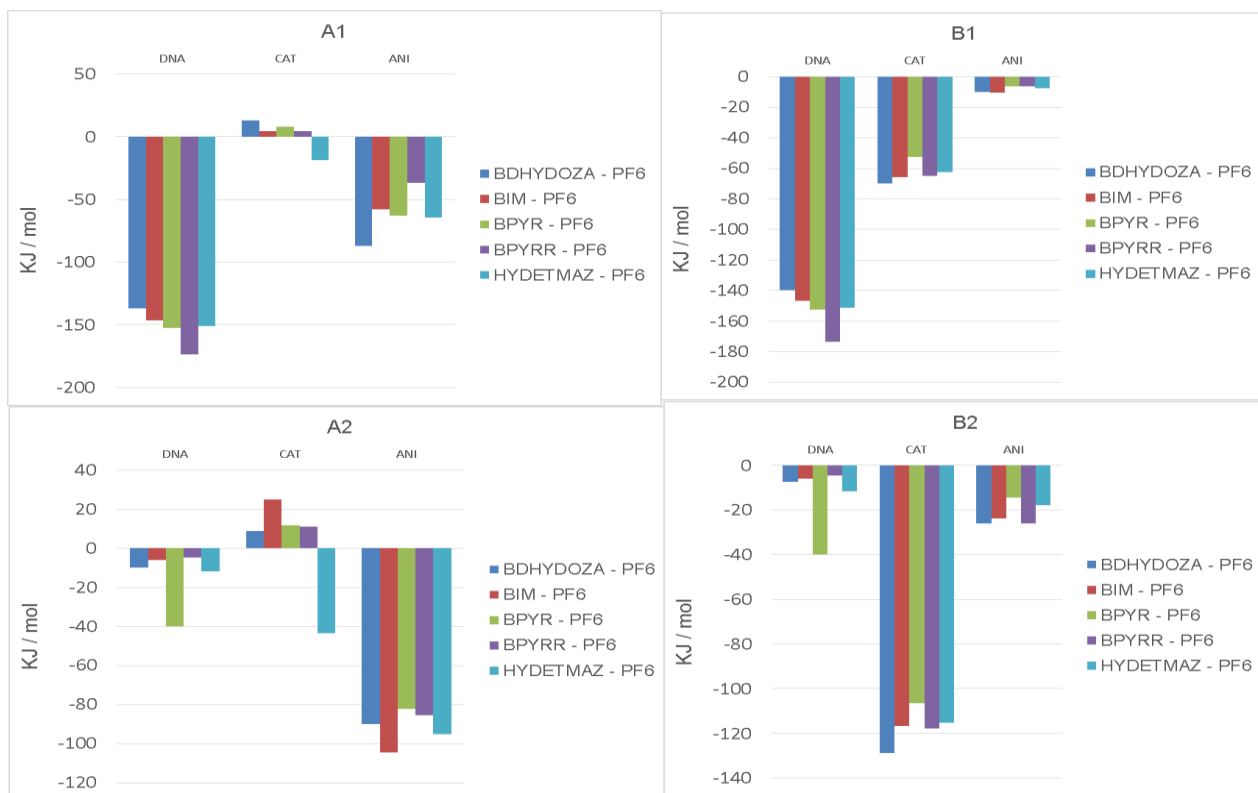 A1
DNA CAT ANI
50
0
-50
-100
-150
-200
KJ / mol
BDHYDOZA - PF6
BIM - PF6
BPYR - PF6
BPYRR - PF6
HYDETMAZ - PF6
B1
DNA CAT ANI
0
-20
-40
-60
-80
-100
-120
-140
-160
-180
-200
KJ / mol
BDHYDOZA - PF6
BIM - PF6
BPYR - PF6
BPYRR - PF6
HYDETMAZ - PF6
A2
DNA CAT ANI
40
20
0
-20
-40
-60
-80
-100
-120
KJ / mol
BDHYDOZA - PF6
BIM - PF6
BPYR - PF6
BPYRR - PF6
HYDETMAZ - PF6
B2
DNA CAT ANI
0
-20
-40
-60
-80
-100
-120
-140
KJ / mol
BDHYDOZA - PF6
BIM - PF6
BPYR - PF6
BPYRR - PF6
HYDETMAZ - PF6